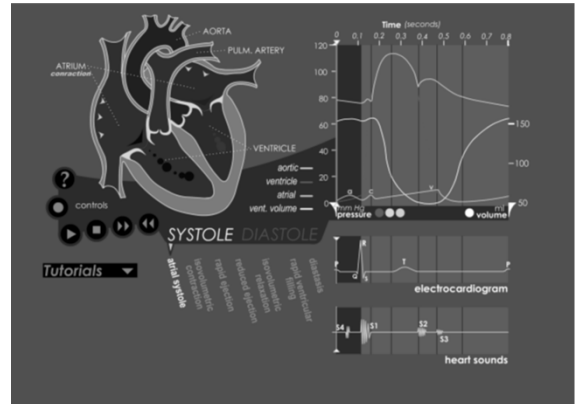 AORTA
PULM. ARTERY
ATRIUM
contraction
VENTRICLE
?
controls
Tutorials
aortic
ventricle
atrial
vent. volume
SYSTOLE DIASTOLE
atrial systole
isovolumetric
contraction
rapid ejection
reduced ejection
isovolumetric
relaxation
rapid ventricular
filling
diastasis
Time (seconds)
0 0.1 0.2 0.3 0.4 0.5 0.6 0.7 0.8
120
100
80
60
40
20
0
150
100
50
a c v
mm Hg ml
pressure volume
P Q R S T P
electrocardiogram
S4 S1 S2 S3
heart sounds